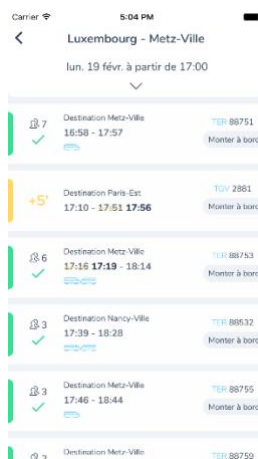 Carrier 5:04 PM
Luxembourg - Metz-Ville
lun. 19 févr. à partir de 17:00
7 Destination Metz-Ville TER 88751
16:58 - 17:57 Monter à bord
+5' Destination Paris-Est TGV 2881
17:10 - 17:51 17:56 Monter à bord
6 Destination Metz-Ville TER 88753
17:16 17:19 - 18:14 Monter à bord
3 Destination Nancy-Ville TER 88532
17:39 - 18:28 Monter à bord
3 Destination Metz-Ville TER 88755
17:46 - 18:44 Monter à bord
Destination Metz-Ville TER 88759